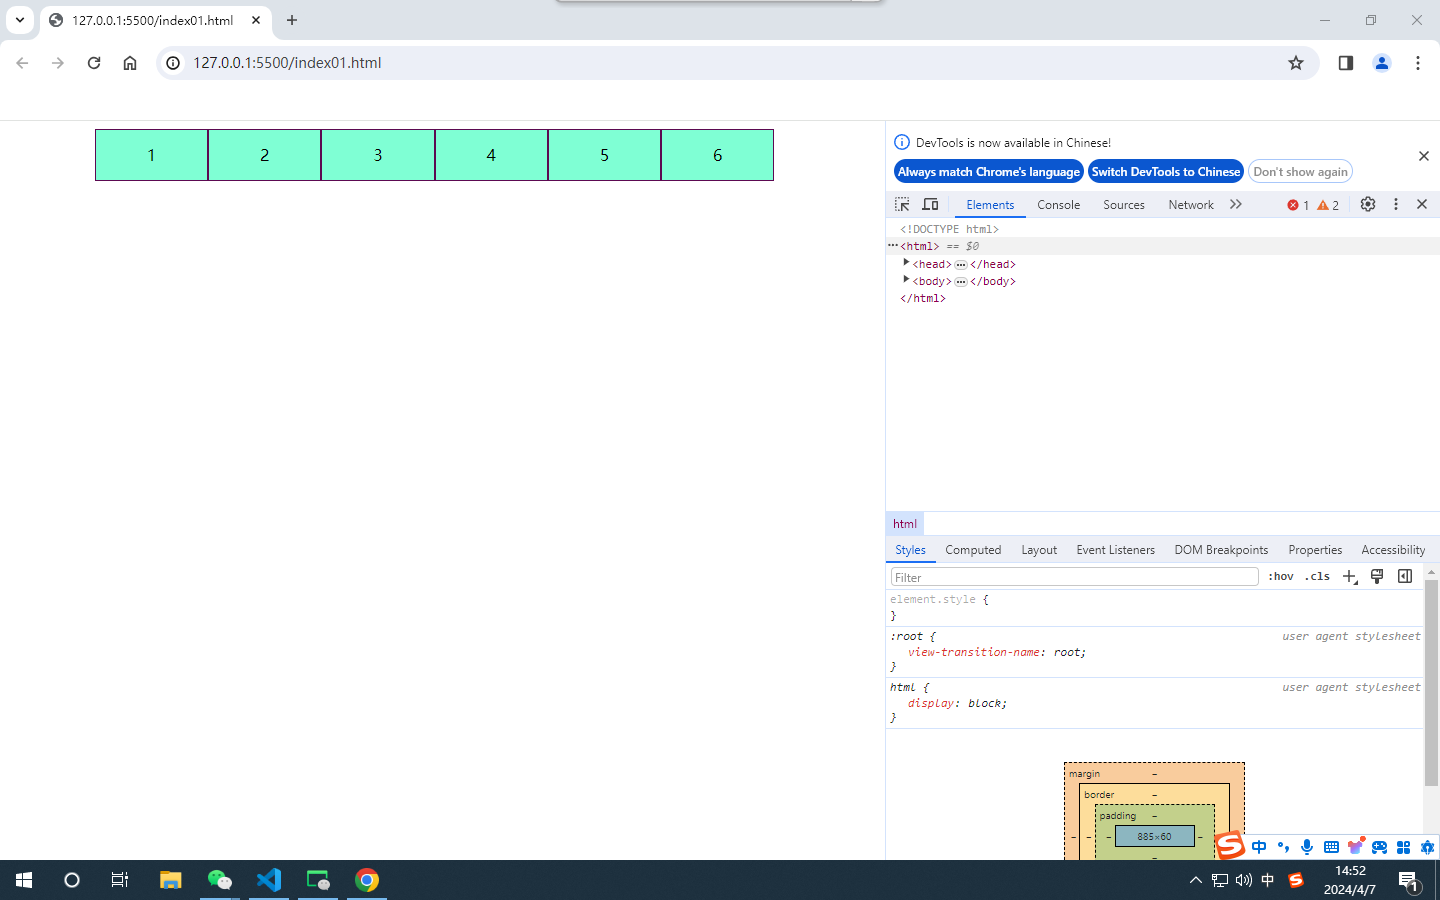 127.0.0.1:5500/index01.html
127.0.0.1:5500/index01.html
1 2 3 4 5 6
DevTools is now available in Chinese!
Always match Chrome's language Switch DevTools to Chinese Don't show again
Elements Console Sources Network 1 2
<!DOCTYPE html>
<html> == $0
<head> </head>
<body> </body>
</html>
html
Styles Computed Layout Event Listeners DOM Breakpoints Properties Accessibility
Filter :hov .cls
element.style {
}
:root { user agent stylesheet
view-transition-name: root;
}
html { user agent stylesheet
display: block;
}
margin –
border –
padding –
– – – 885×60 –
–
中
14:52
中
2024/4/7
1